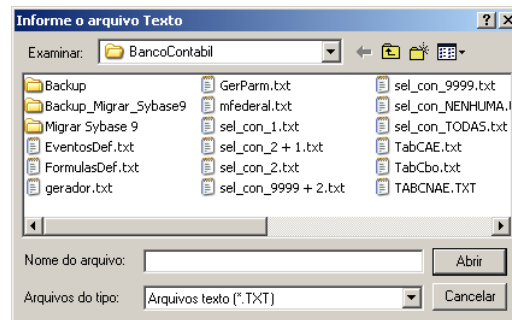 Informe o arquivo Texto
Examinar: BancoContabil
Backup
Backup_Migrar_Sybase9
Migrar Sybase 9
EventosDef.txt
FormulasDef.txt
gerador.txt
GerParm.txt
mfederal.txt
sel_con_1.txt
sel_con_2 + 1.txt
sel_con_2.txt
sel_con_9999 + 2.txt
sel_con_9999.txt
sel_con_NENHUMA.
sel_con_TODAS.txt
TabCAE.txt
TabCbo.txt
TABCNAE.TXT
Nome do arquivo:
Abrir
Arquivos do tipo: Arquivos texto (*.TXT)
Cancelar